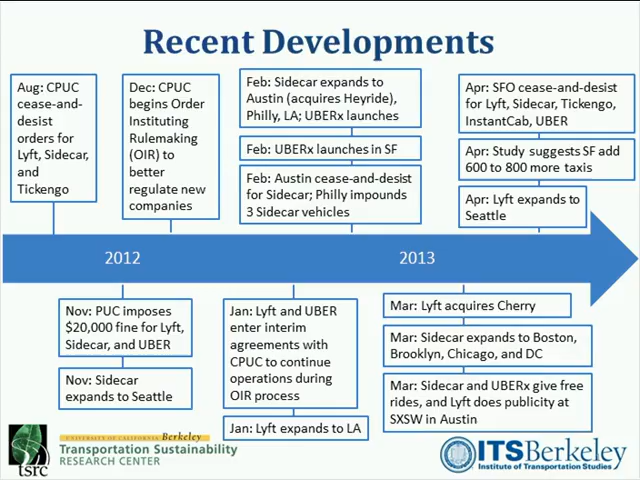 Recent Developments
Aug: CPUC
cease-and-
desist
orders for
Lyft, Sidecar,
and
Tickengo
Dec: CPUC
begins Order
Instituting
Rulemaking
(OIR) to
better
regulate new
companies
Feb: Sidecar expands to
Austin (acquires Heyride),
Philly, LA; UBERx launches
Feb: UBERx launches in SF
Feb: Austin cease-and-desist
for Sidecar; Philly impounds
3 Sidecar vehicles
Apr: SFO cease-and-desist
for Lyft, Sidecar, Tickengo,
InstantCab, UBER
Apr: Study suggests SF add
600 to 800 more taxis
Apr: Lyft expands to
Seattle
2012
2013
Nov: PUC imposes
$20,000 fine for Lyft,
Sidecar, and UBER
Nov: Sidecar
expands to Seattle
Jan: Lyft and UBER
enter interim
agreements with
CPUC to continue
operations during
OIR process
Jan: Lyft expands to LA
Mar: Lyft acquires Cherry
Mar: Sidecar expands to Boston,
Brooklyn, Chicago, and DC
Mar: Sidecar and UBERx give free
rides, and Lyft does publicity at
SXSW in Austin
tsrc
UNIVERSITY OF CALIFORNIA Berkeley
Transportation Sustainability
RESEARCH CENTER
ITSBerkeley
Institute of Transportation Studies